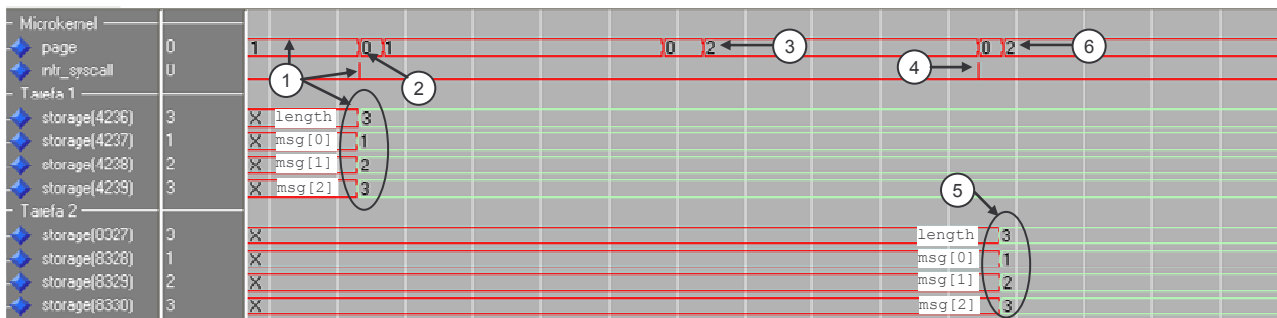 Microkernel
page 0 1 0 1 0 2 3 0 2 6
intr_syscall 0 4
1 2
Tarefa 1
storage(4236) 3 X length 3
storage(4237) 1 X msg[0] 1
storage(4238) 2 X msg[1] 2
storage(4239) 3 X msg[2] 3
5
Tarefa 2
storage(8327) 3 X length 3
storage(8328) 1 X msg[0] 1
storage(8329) 2 X msg[1] 2
storage(8330) 3 X msg[2] 3